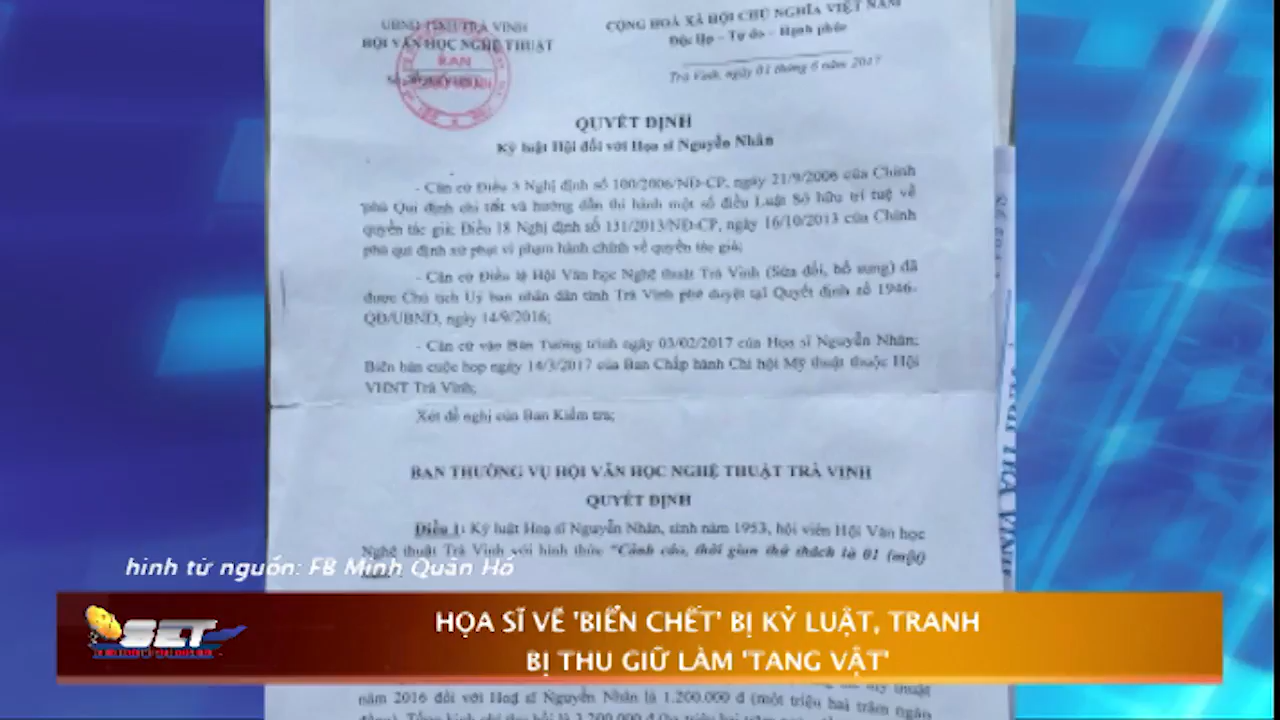 UBND TỈNH TRÀ VINH
HỘI VĂN HỌC NGHỆ THUẬT
CỘNG HOÀ XÃ HỘI CHỦ NGHĨA VIỆT NAM
Độc lập - Tự do - Hạnh phúc
Trà Vinh, ngày 01 tháng 6 năm 2017
BAN
QUYẾT ĐỊNH
Kỷ luật Hội đối với Họa sĩ Nguyễn Nhân
- Căn cứ Điều 3 Nghị định số 100/2006/NĐ-CP, ngày 21/9/2006 của Chính
phủ Qui định chi tiết và hướng dẫn thi hành một số điều Luật Sở hữu trí tuệ về
quyền tác giả; Điều 18 Nghị định số 131/2013/NĐ-CP, ngày 16/10/2013 của Chính
phủ qui định xử phạt vi phạm hành chính về quyền tác giả;
- Căn cứ Điều lệ Hội Văn học Nghệ thuật Trà Vinh (Sửa đổi, bổ sung) đã
được Chủ tịch Uỷ ban nhân dân tỉnh Trà Vinh phê duyệt tại Quyết định số 1946-
QĐ/UBND, ngày 14/9/2016;
- Căn cứ vào Bản Tường trình ngày 03/02/2017 của Họa sĩ Nguyễn Nhân;
Biên bản cuộc họp ngày 14/3/2017 của Ban Chấp hành Chi hội Mỹ thuật thuộc Hội
VHNT Trà Vinh;
Xét đề nghị của Ban Kiểm tra;
BAN THƯỜNG VỤ HỘI VĂN HỌC NGHỆ THUẬT TRÀ VINH
QUYẾT ĐỊNH
Điều 1: Kỷ luật Hoạ sĩ Nguyễn Nhân, sinh năm 1953, hội viên Hội Văn học
Nghệ thuật Trà Vinh với hình thức "Cảnh cáo, thời gian thử thách là 01 (một)
hình từ nguồn: FB Minh Quân Hồ
SET
HỌA SĨ VẼ 'BIỂN CHẾT' BỊ KỶ LUẬT, TRANH
BỊ THU GIỮ LÀM 'TANG VẬT'
năm 2016 đối với Hoạ sĩ Nguyễn Nhân là 1.200.000 đ (một triệu hai trăm ngàn